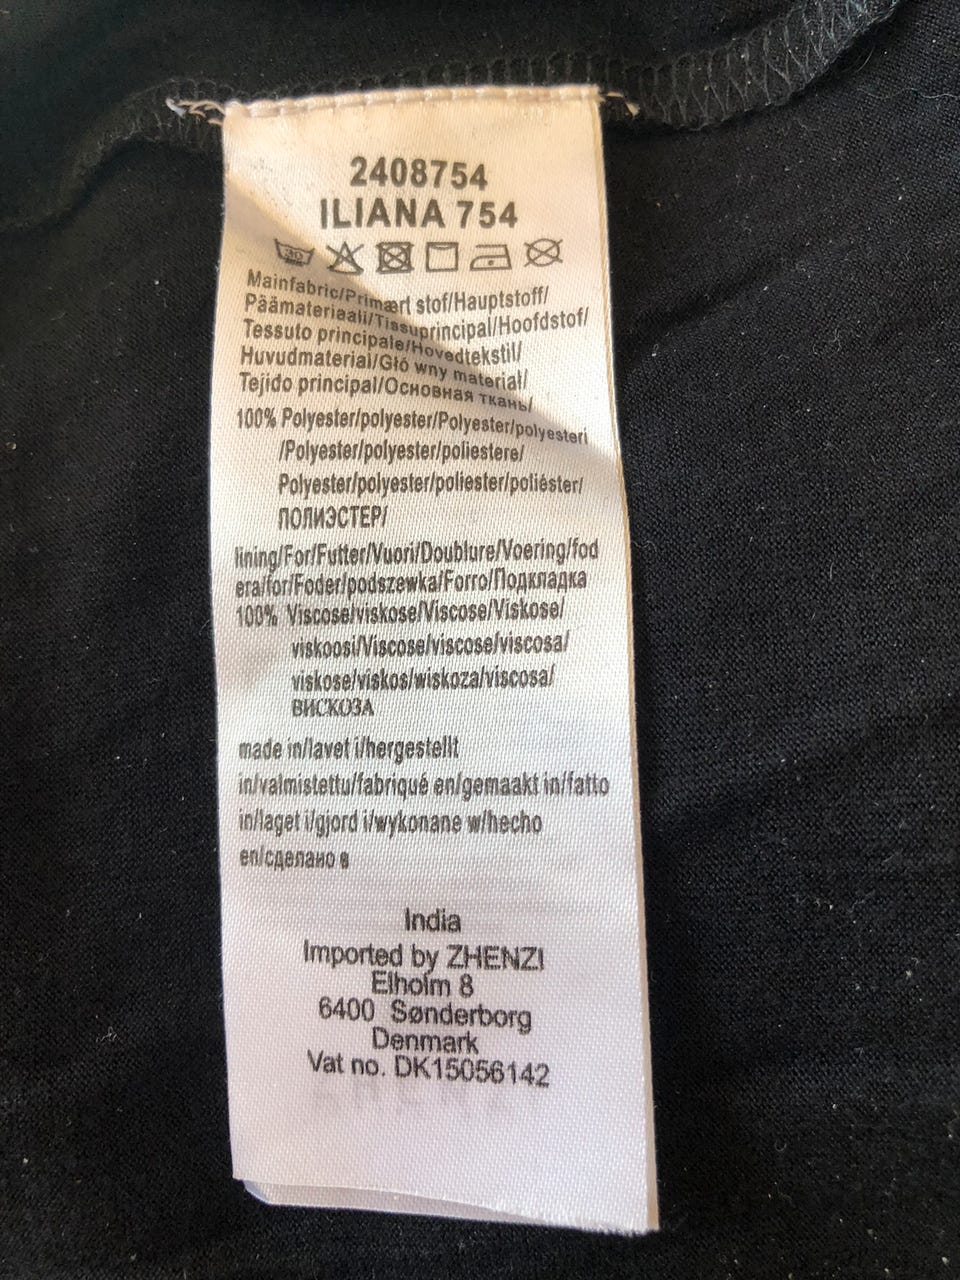 2408754
ILIANA 754
30
Mainfabric/Primært stof/Hauptstoff/
Päämateriaali/Tissuprincipal/Hoofdstof/
Tessuto principale/Hovedtekstil/
Huvudmaterial/Głó wny materiał/
Tejido principal/Основная ткань/
100% Polyester/polyester/Polyester/polyesteri
/Polyester/polyester/poliestere/
Polyester/polyester/poliester/poliéster/
ПОЛИЭСТЕР/
lining/For/Futter/Vuori/Doublure/Voering/fod
era/for/Foder/podszewka/Forro/Подкладка
100% Viscose/viskose/Viscose/Viskose/
viskoosi/Viscose/viscose/viscosa/
viskose/viskos/wiskoza/viscosa/
ВИСКОЗА
made in/lavet i/hergestellt
in/valmistettu/fabriqué en/gemaakt in/fatto
in/laget i/gjord i/wykonane w/hecho
en/сделано в
India
Imported by ZHENZI
Elholm 8
6400 Sønderborg
Denmark
Vat no. DK15056142